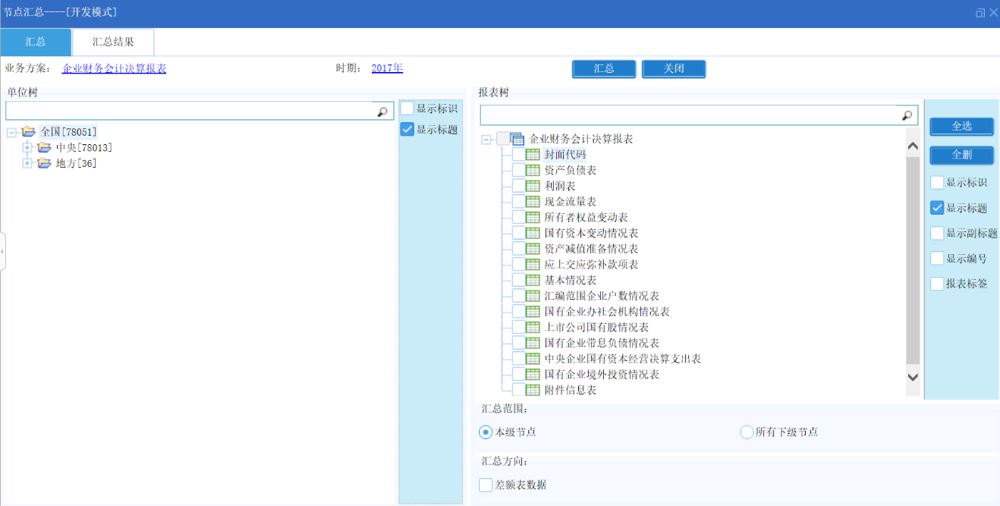 节点汇总----[开发模式]
汇总 汇总结果
业务方案： 企业财务会计决算报表 时期： 2017年 汇总 关闭
单位树
显示标识
显示标题
全国[78051]
中央[78013]
地方[36]
报表树
企业财务会计决算报表
封面代码
资产负债表
利润表
现金流量表
所有者权益变动表
国有资本变动情况表
资产减值准备情况表
应上交应弥补款项表
基本情况表
汇编范围企业户数情况表
国有企业办社会机构情况表
上市公司国有股情况表
国有企业带息负债情况表
中央企业国有资本经营决算支出表
国有企业境外投资情况表
附件信息表
全选
全删
显示标识
显示标题
显示副标题
显示编号
报表标签
汇总范围：
本级节点 所有下级节点
汇总方向：
差额表数据